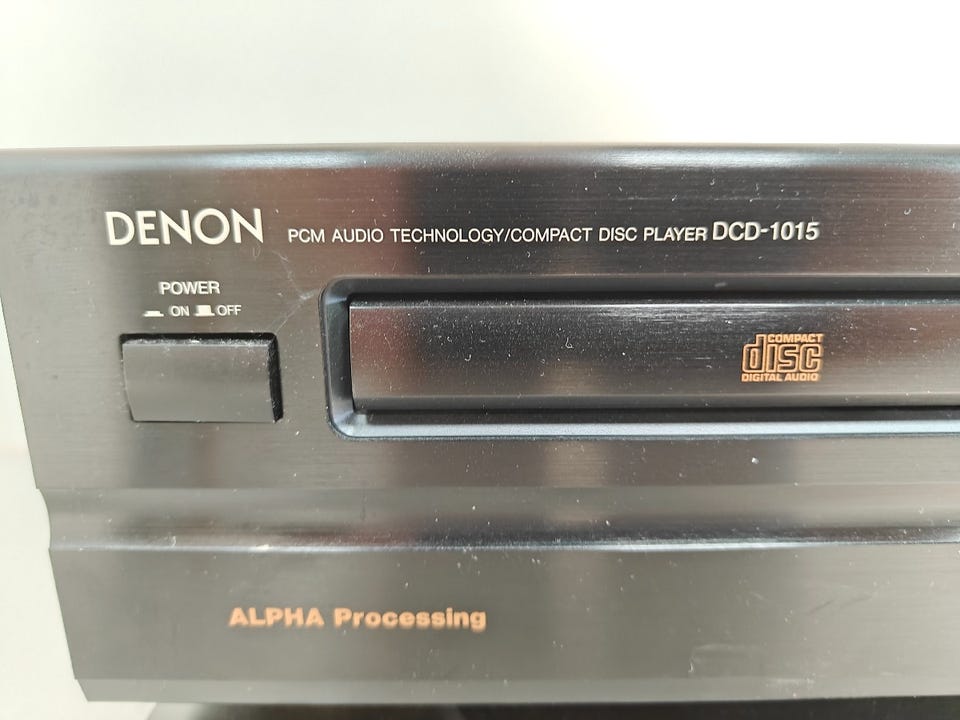 DENON PCM AUDIO TECHNOLOGY/COMPACT DISC PLAYER DCD-1015
POWER
ON OFF
COMPACT
disc
DIGITAL AUDIO
ALPHA Processing